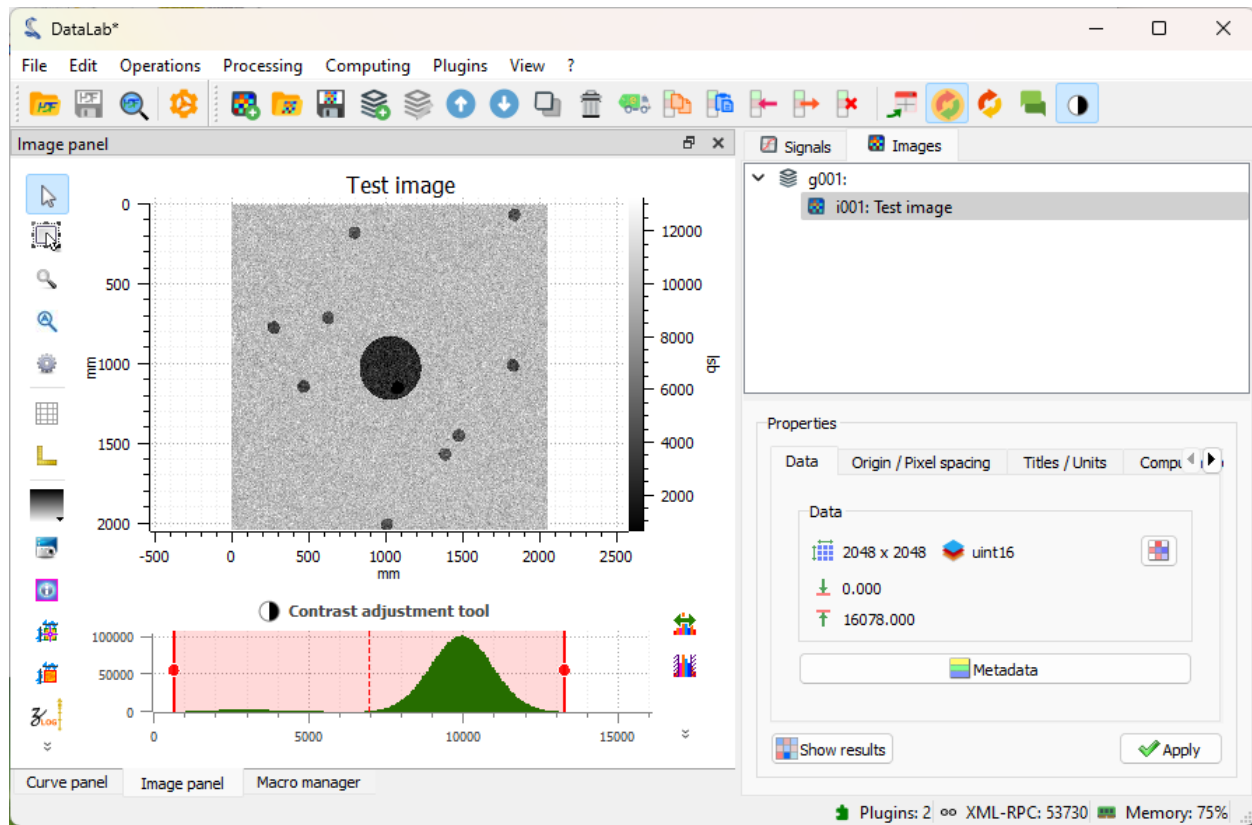 DataLab*
File Edit Operations Processing Computing Plugins View ?
Image panel
Test image
0
500
1000
1500
2000
mm
-500 0 500 1000 1500 2000 2500
mm
12000
10000
8000
6000
4000
2000
lsb
Contrast adjustment tool
100000
50000
0
0 5000 10000 15000
LOG
Curve panel Image panel Macro manager
Signals Images
g001:
i001: Test image
Properties
Data Origin / Pixel spacing Titles / Units
Data
2048 x 2048 uint16
0.000
16078.000
Metadata
Show results Apply
Plugins: 2 XML-RPC: 53730 Memory: 75%